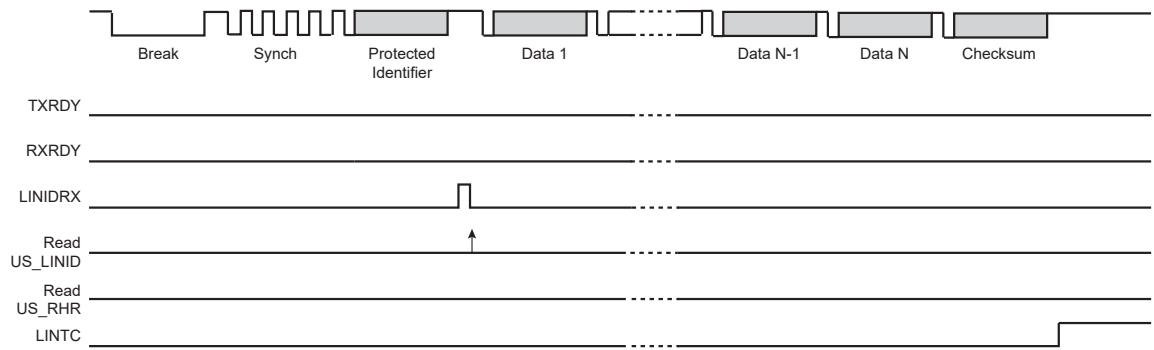 Break Synch Protected Data 1 Data N-1 Data N Checksum
Identifier
TXRDY
RXRDY
LINIDRX
Read
US_LINID
Read
US_RHR
LINTC